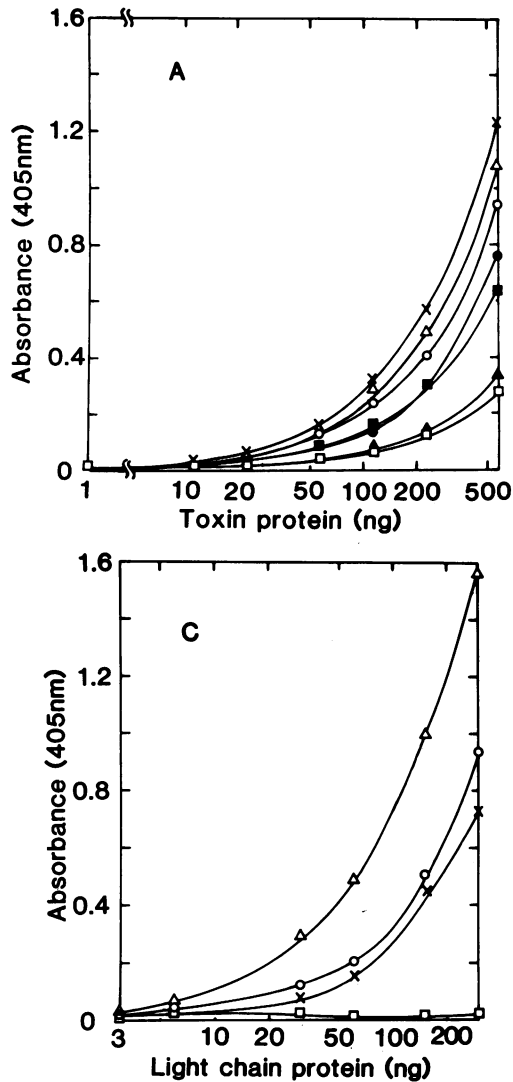 1.6
A
1.2
0.8
0.4
0
Absorbance (405nm)
1 10 20 50 100 200 500
Toxin protein (ng)
1.6
C
1.2
0.8
0.4
0
Absorbance (405nm)
3 10 20 50 100 200
Light chain protein (ng)